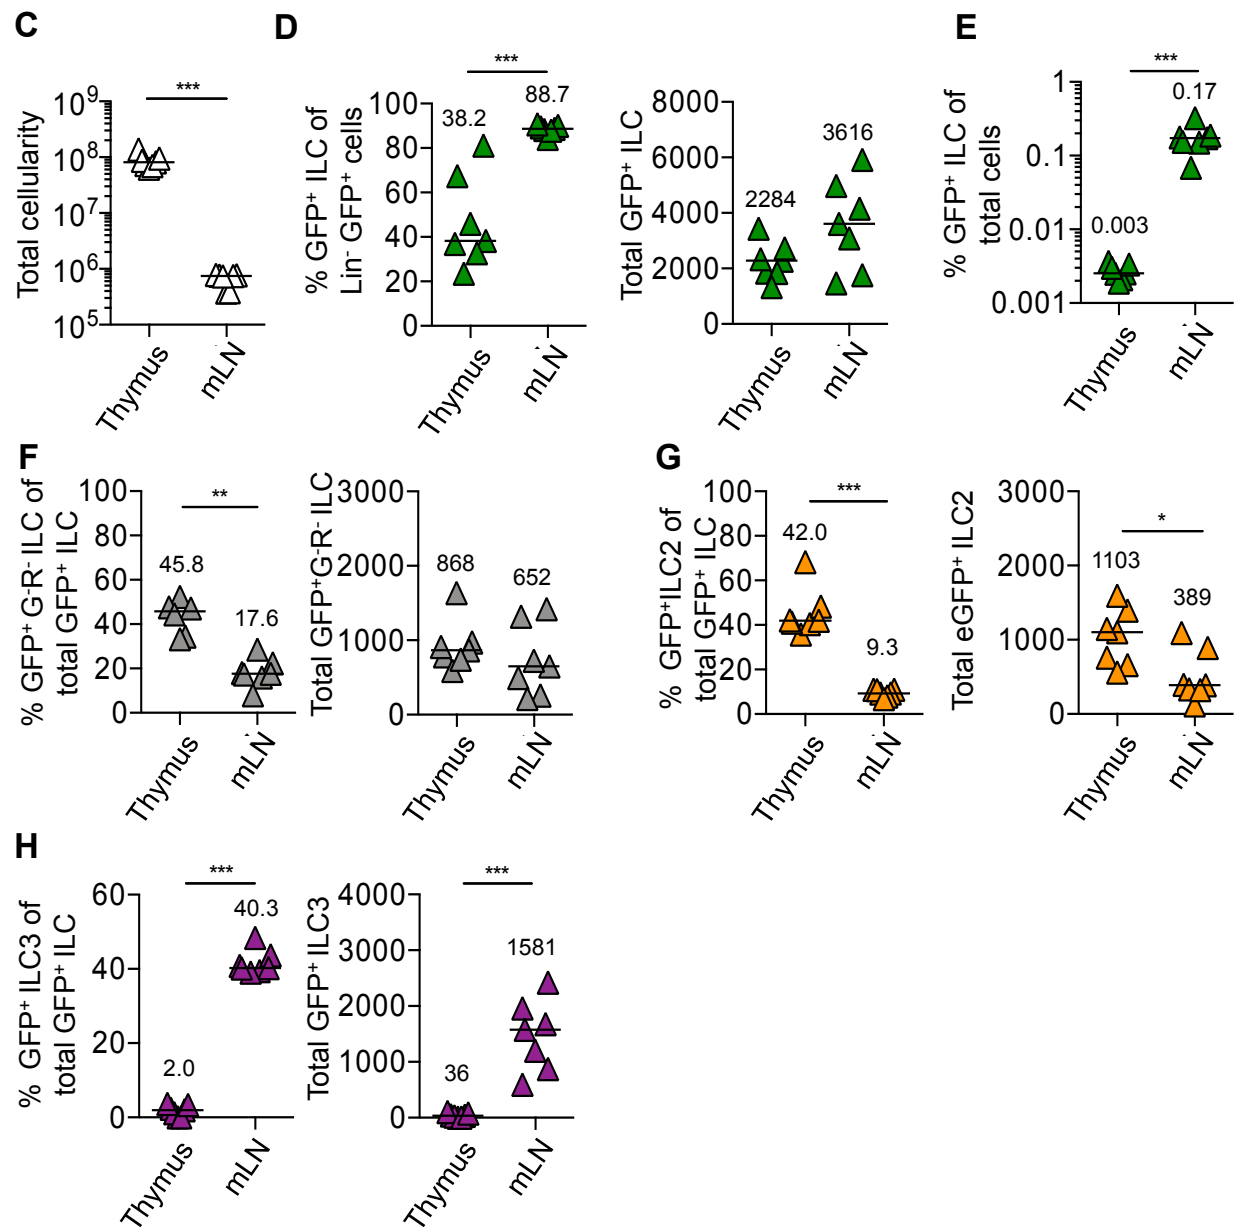 C
Total cellularity
10⁹
10⁸
10⁷
10⁶
10⁵
***
Thymus
mLN
D
% GFP⁺ ILC of
Lin⁻ GFP⁺ cells
100
80
60
40
20
0
***
38.2
88.7
Thymus
mLN
Total GFP⁺ ILC
8000
6000
4000
2000
0
2284
3616
Thymus
mLN
E
% GFP⁺ ILC of
total cells
1
0.1
0.01
0.001
***
0.003
0.17
Thymus
mLN
F
% GFP⁺ G⁻R⁻ ILC of
total GFP⁺ ILC
100
80
60
40
20
0
**
45.8
17.6
Thymus
mLN
Total GFP⁺G⁻R⁻ ILC
3000
2000
1000
0
868
652
Thymus
mLN
G
% GFP⁺ILC2 of
total GFP⁺ ILC
100
80
60
40
20
0
***
42.0
9.3
Thymus
mLN
Total eGFP⁺ ILC2
3000
2000
1000
0
*
1103
389
Thymus
mLN
H
% GFP⁺ ILC3 of
total GFP⁺ ILC
60
40
20
0
***
2.0
40.3
Thymus
mLN
Total GFP⁺ ILC3
4000
3000
2000
1000
0
***
36
1581
Thymus
mLN